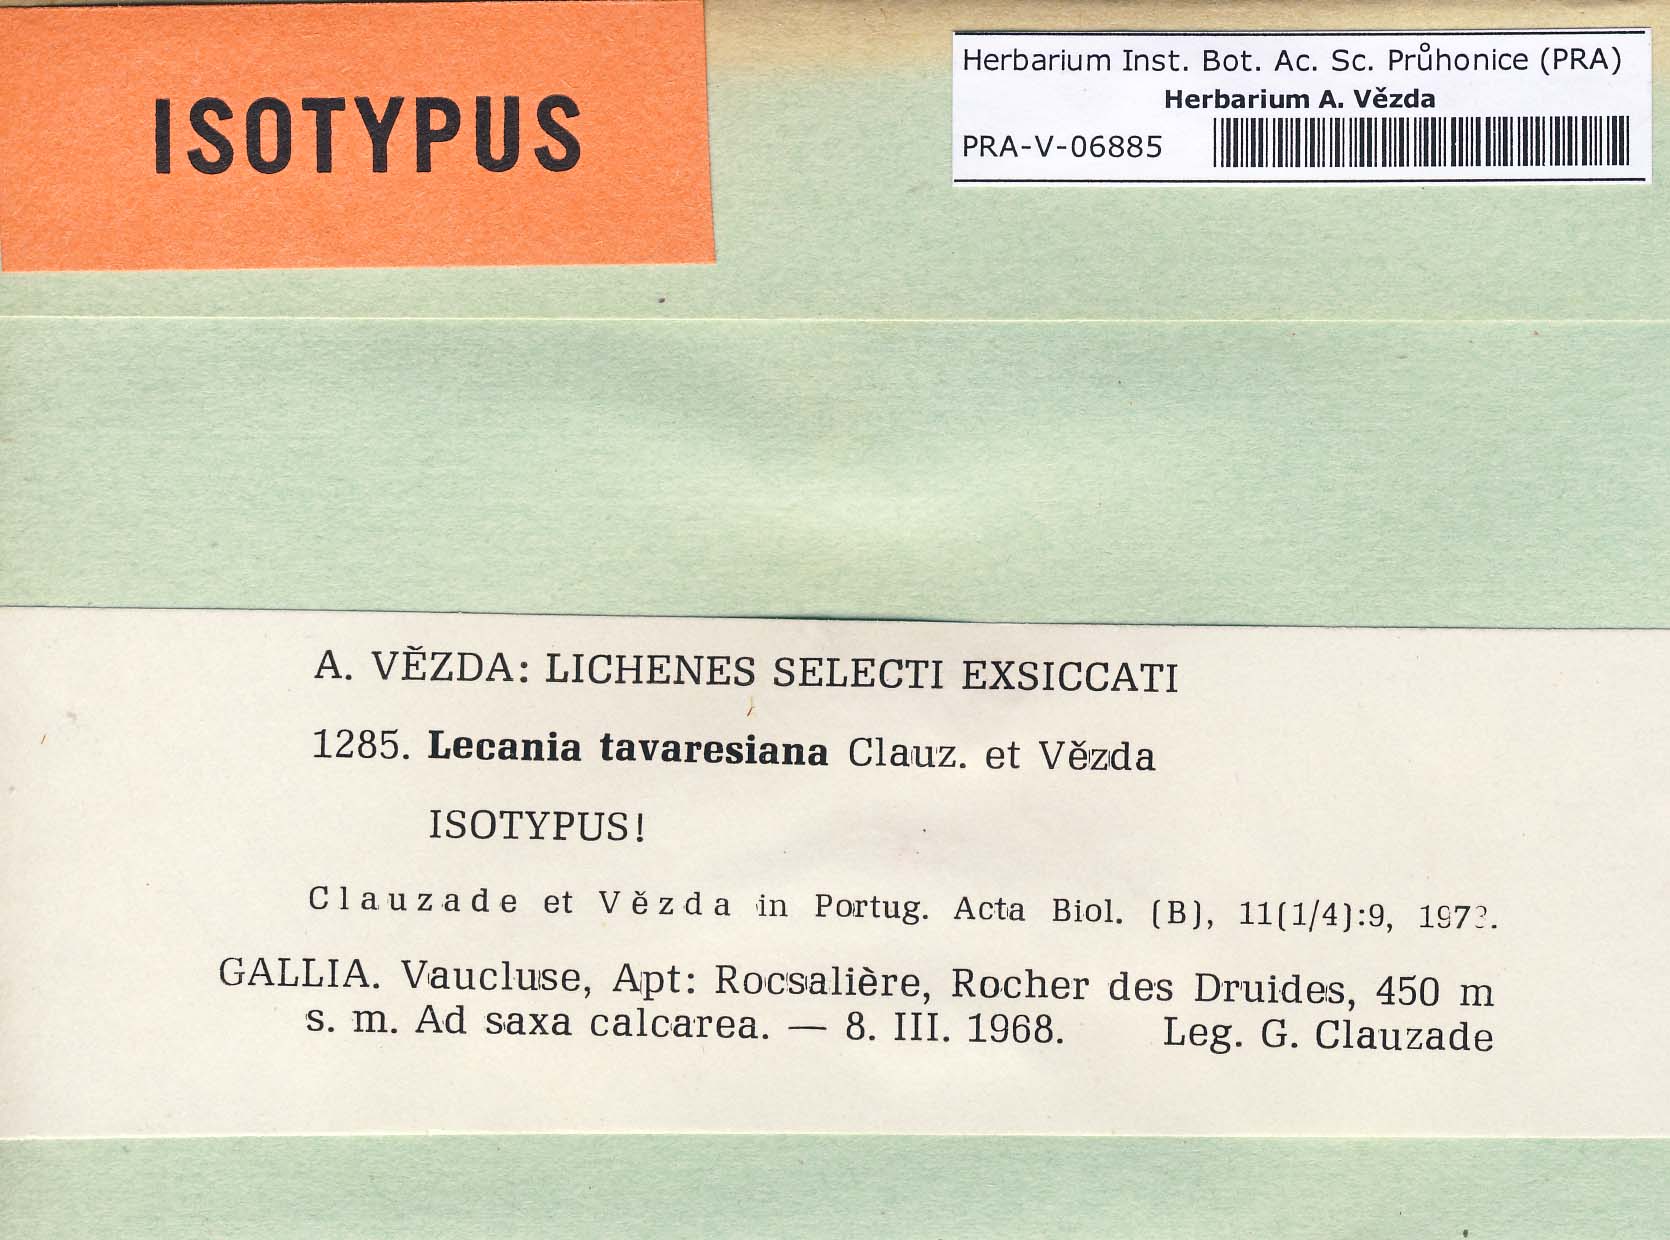 ISOTYPUS
Herbarium Inst. Bot. Ac. Sc. Průhonice (PRA)
Herbarium A. Vězda
PRA-V-06885
A. VĚZDA: LICHENES SELECTI EXSICCATI
1285. Lecania tavaresiana Clauz. et Vězda
ISOTYPUS!
Clauzade et Vězda in Portug. Acta Biol. (B), 11(1/4):9,
GALLIA. Vaucluse, Apt: Rocsalière, Rocher des Druides, 450 m
s. m. Ad saxa calcarea. — 8. III. 1968. Leg. G. Clauzade